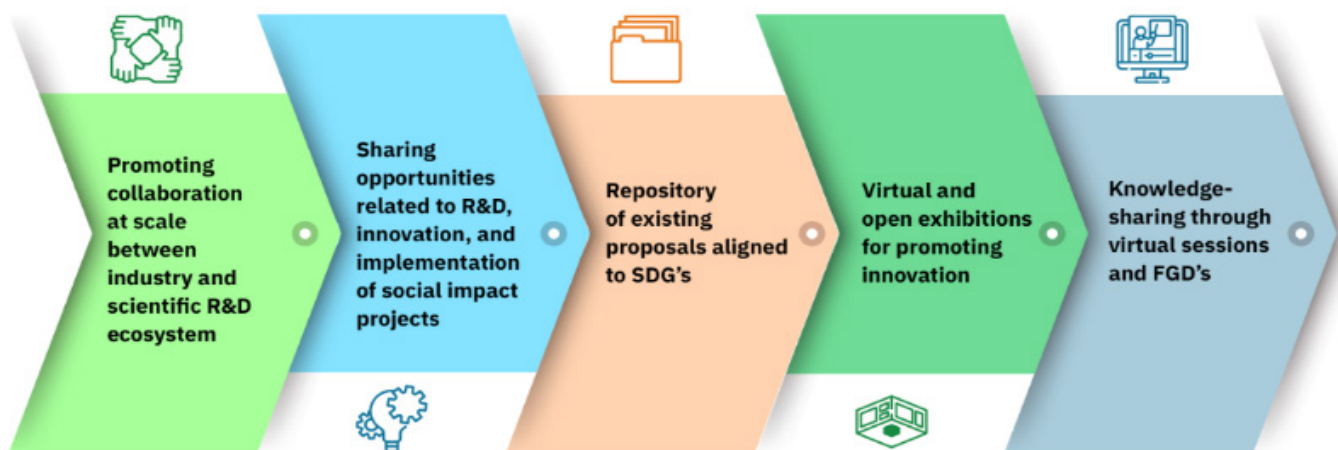 Promoting
collaboration
at scale
between
industry and
scientific R&D
ecosystem
Sharing
opportunities
related to R&D,
innovation, and
implementation
of social impact
projects
Repository
of existing
proposals aligned
to SDG's
Virtual and
open exhibitions
for promoting
innovation
Knowledge-
sharing through
virtual sessions
and FGD's